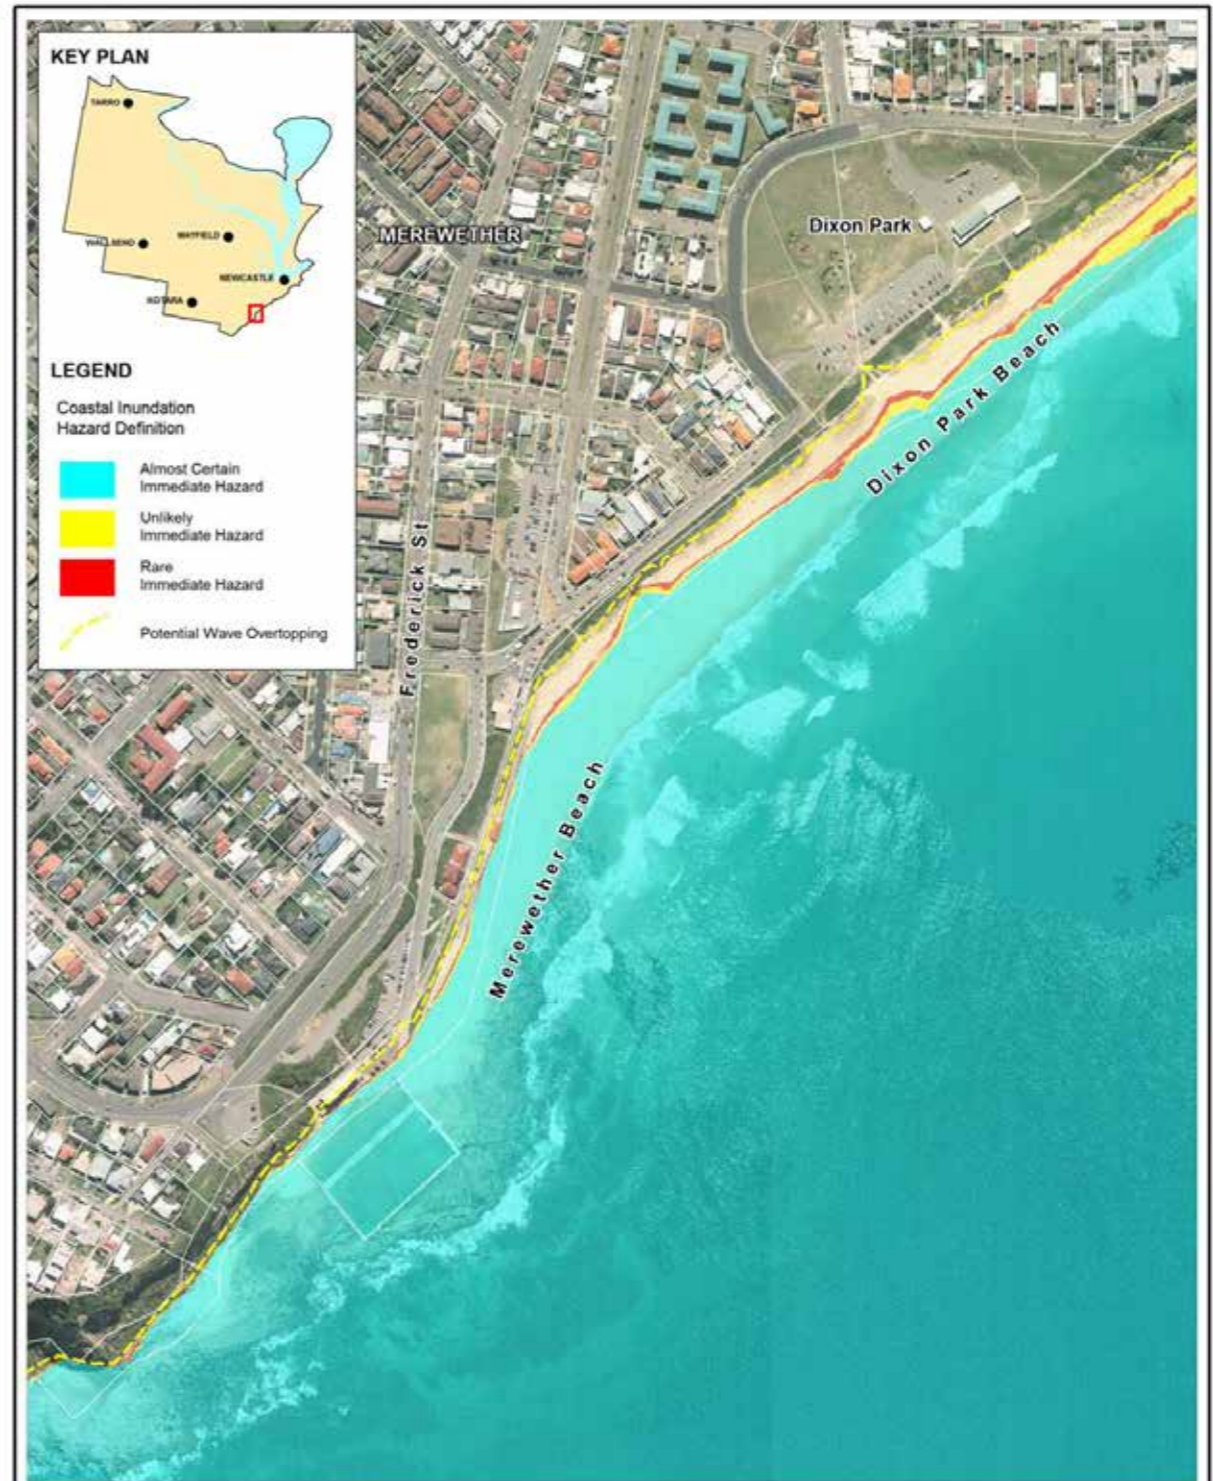 KEY PLAN
TARRO
WALLSEND
MAYFIELD
NEWCASTLE
KOTARA
LEGEND
Coastal Inundation
Hazard Definition
Almost Certain
Immediate Hazard
Unlikely
Immediate Hazard
Rare
Immediate Hazard
Potential Wave Overtopping
MEREWETHER
Dixon Park
Dixon Park Beach
Frederick St
Merewether Beach